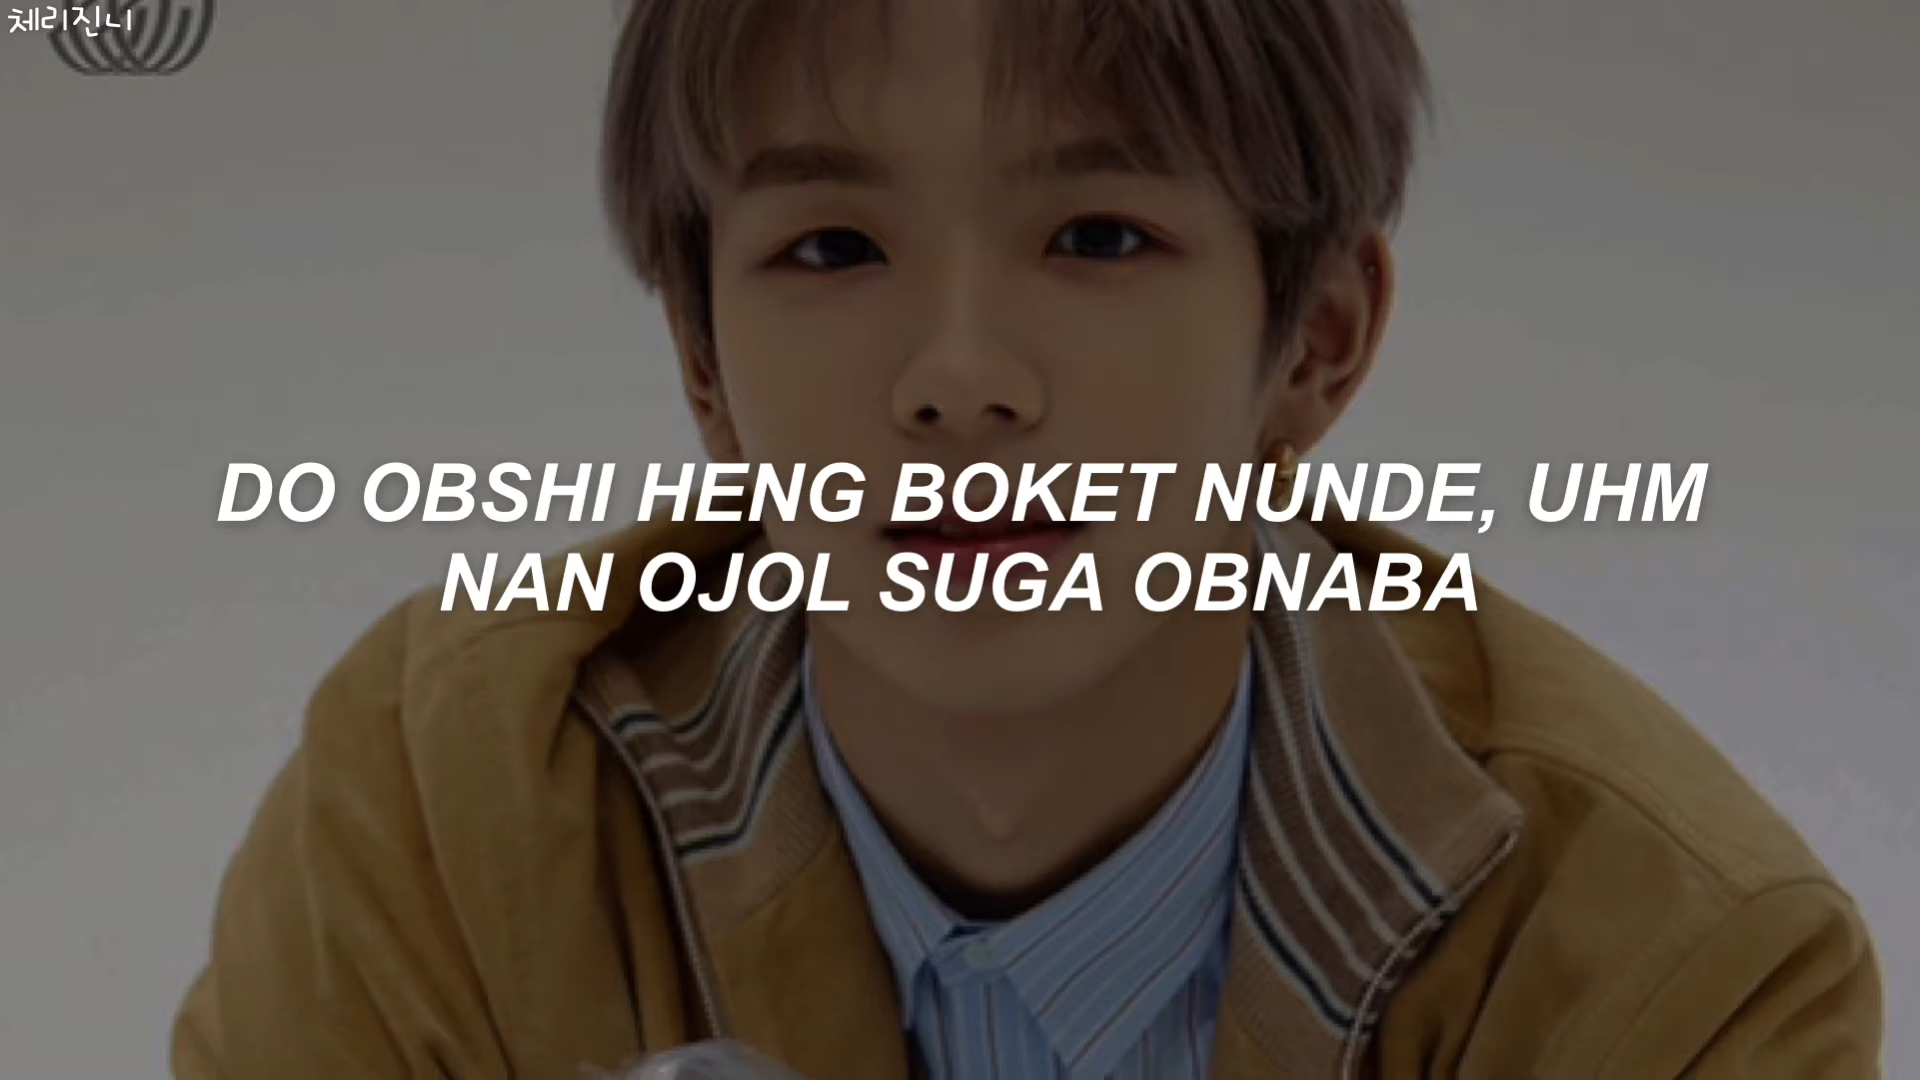 체리진니
DO OBSHI HENG BOKET NUNDE, UHM
NAN OJOL SUGA OBNABA